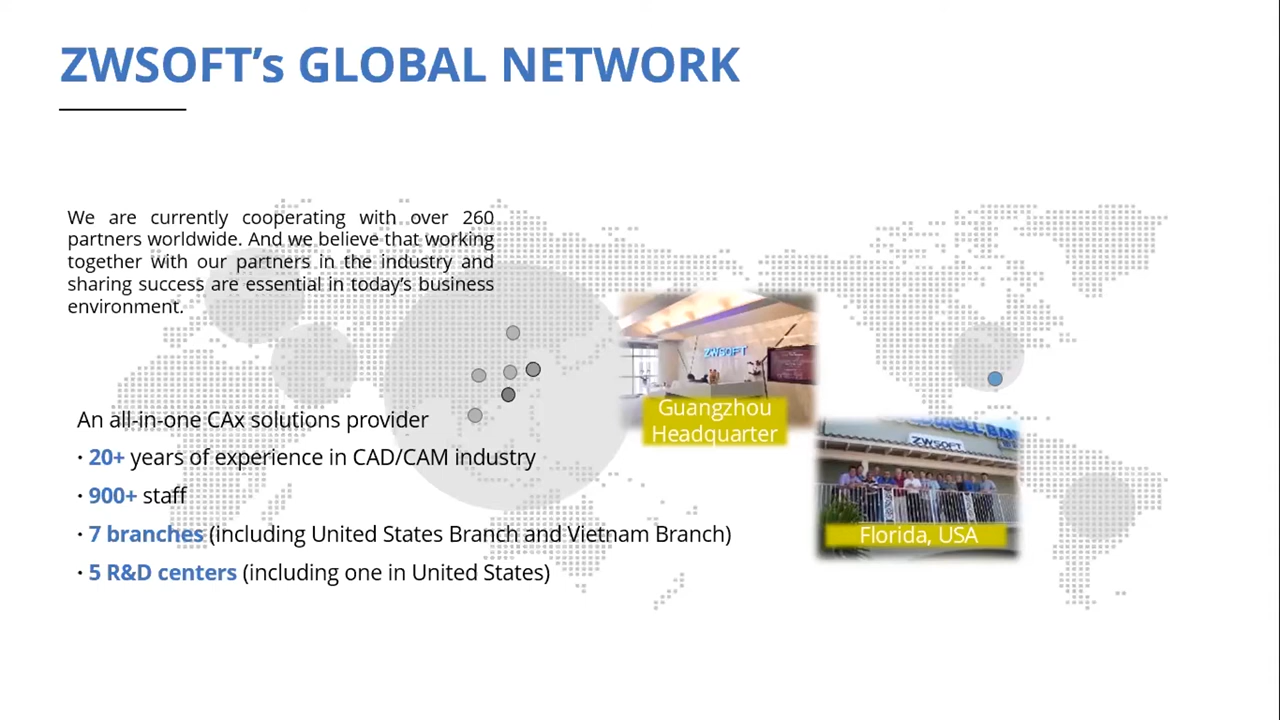 ZWSOFT’s GLOBAL NETWORK
We are currently cooperating with over 260
partners worldwide. And we believe that working
together with our partners in the industry and
sharing success are essential in today’s business
environment.
An all-in-one CAx solutions provider
· 20+ years of experience in CAD/CAM industry
· 900+ staff
· 7 branches (including United States Branch and Vietnam Branch)
· 5 R&D centers (including one in United States)
ZWSOFT
Guangzhou
Headquarter
ZWSOFT
Florida, USA